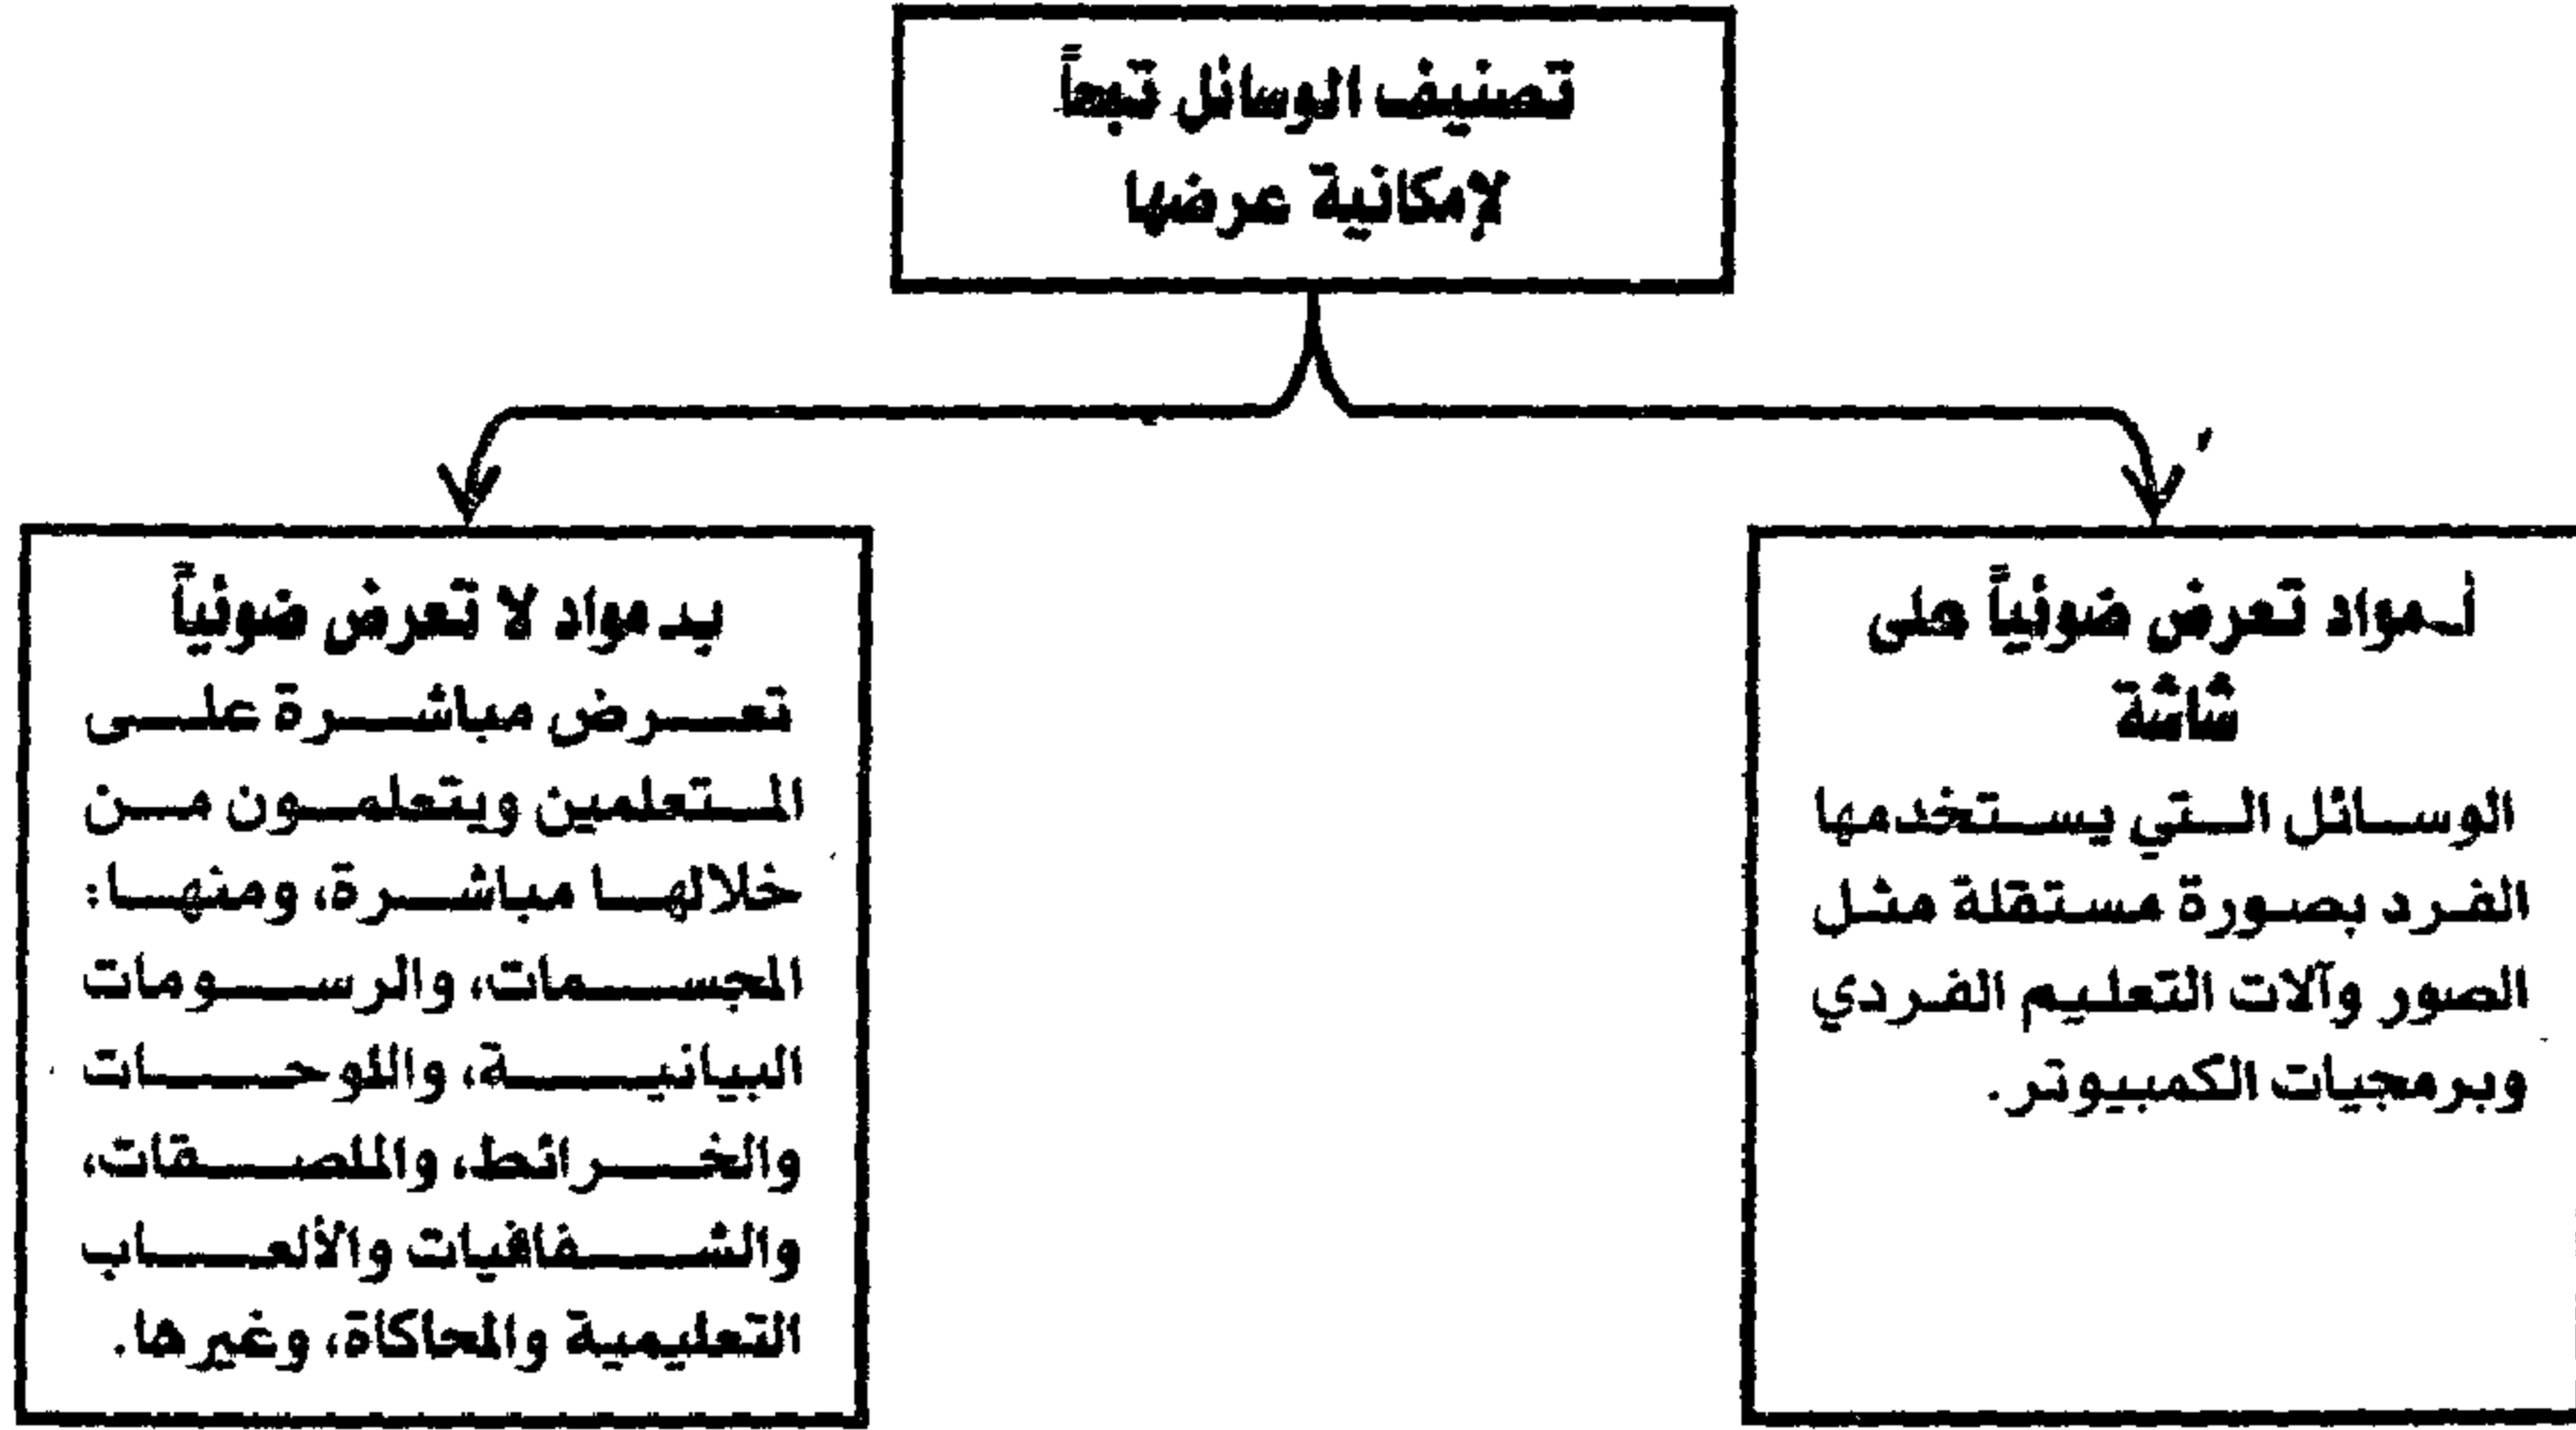 تصنيف الوسائل تبعاً
لإمكانية عرضها
أ ـ مواد تعرض ضوئياً على
شاشة
الوسائل التي يستخدمها
الفرد بصورة مستقلة مثل
الصور وآلات التعليم الفردي
وبرمجيات الكمبيوتر.
ب ـ مواد لا تعرض ضوئياً
تعرض مباشرة على
المتعلمين ويتعلمون من
خلالها مباشرة، ومنها:
المجسمات، والرسومات
البيانية، واللوحات
والخرائط، والملصقات،
والشفافيات والألعاب
التعليمية والمحاكاة، وغيرها.